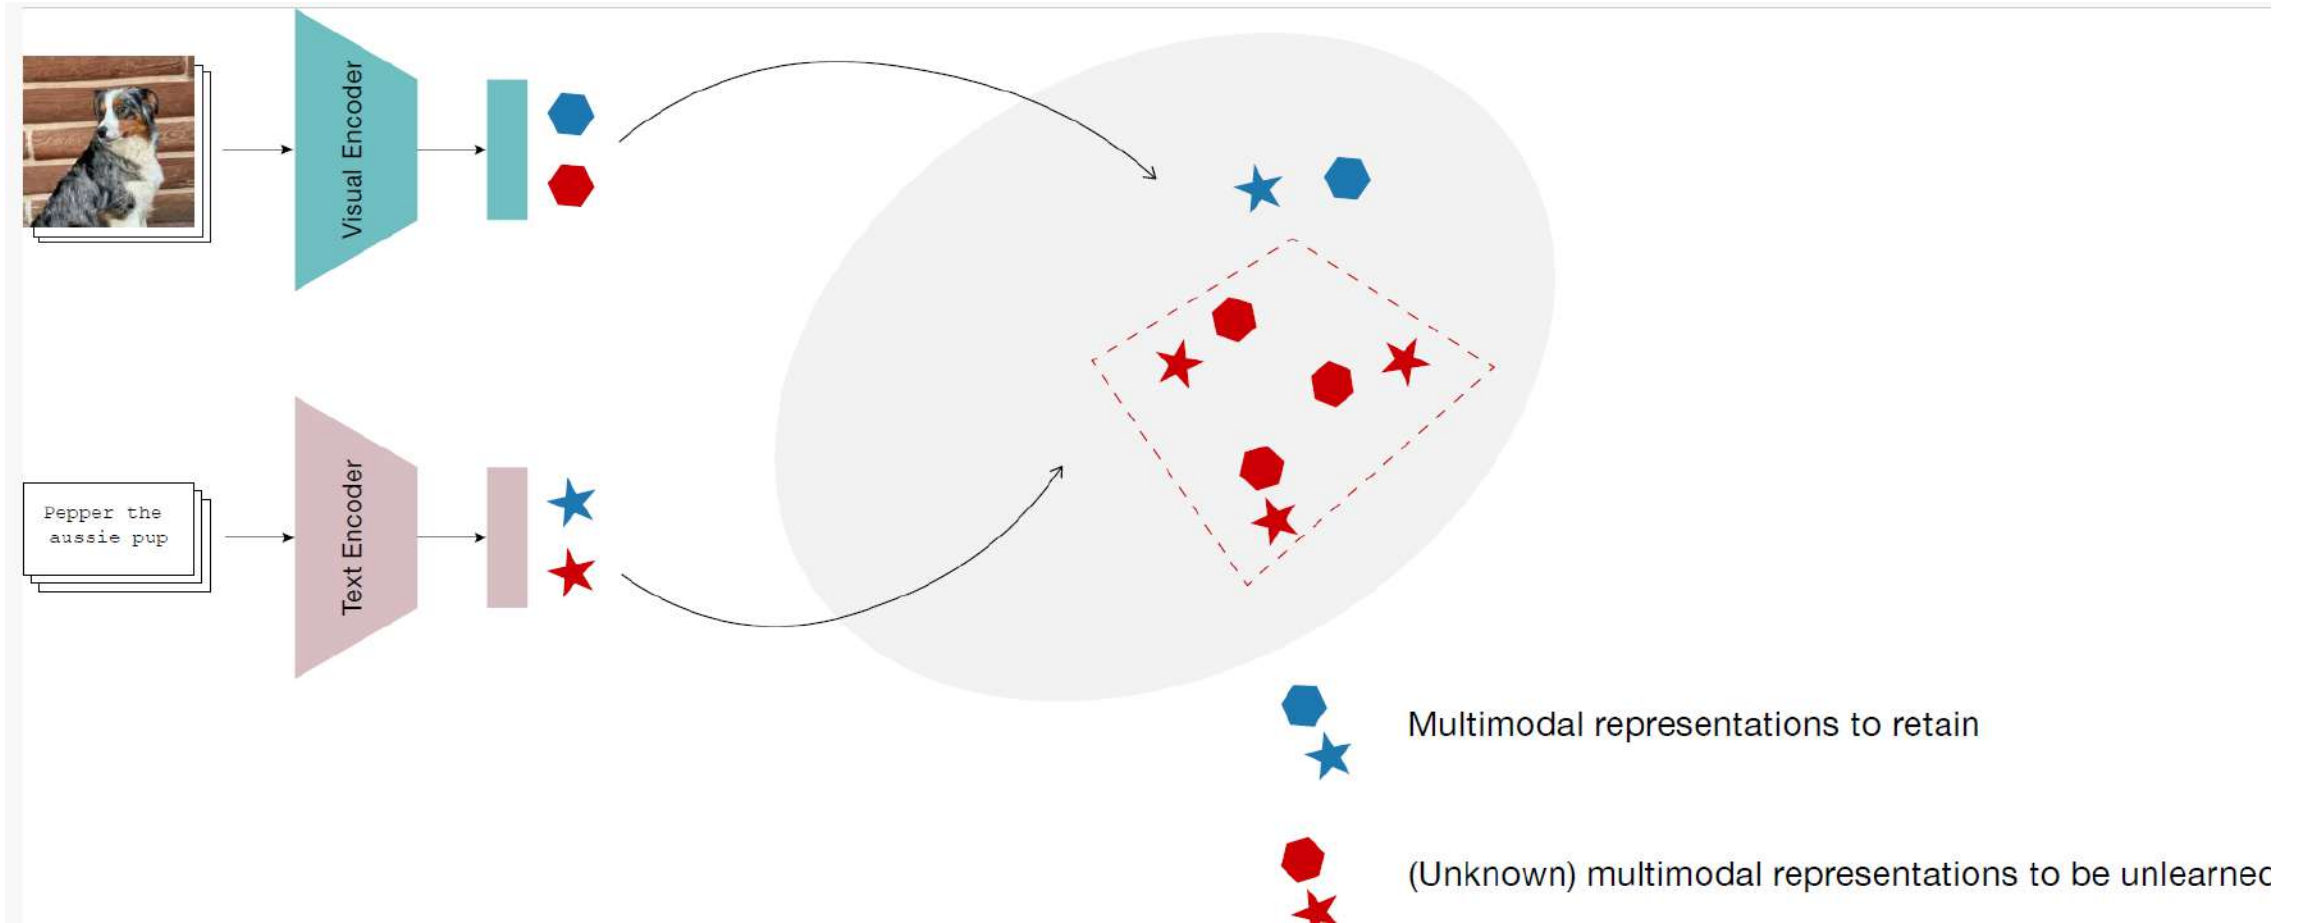 Visual Encoder
Pepper the
aussie pup
Text Encoder
Multimodal representations to retain
(Unknown) multimodal representations to be unlearned